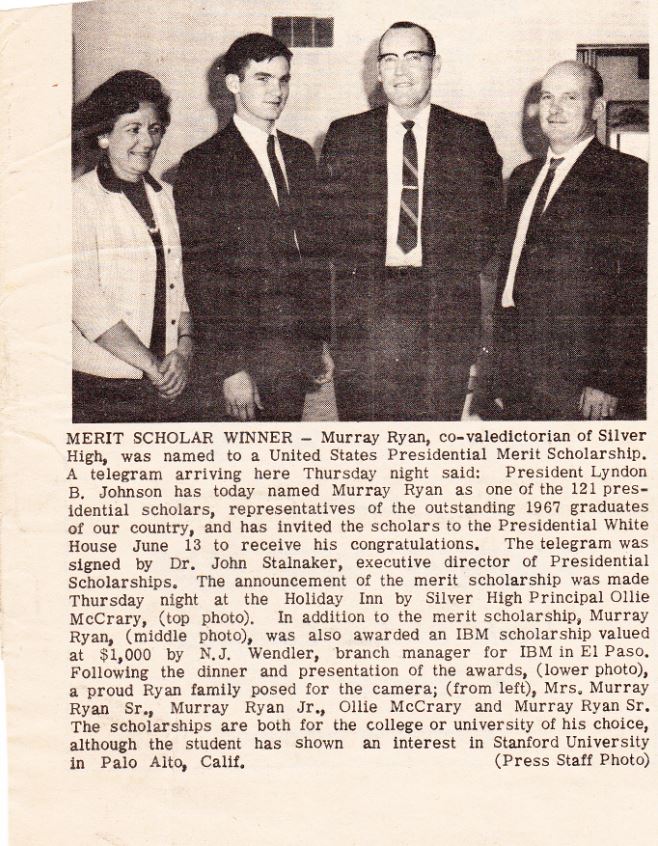 MERIT SCHOLAR WINNER — Murray Ryan, co-valedictorian of Silver
High, was named to a United States Presidential Merit Scholarship.
A telegram arriving here Thursday night said: President Lyndon
B. Johnson has today named Murray Ryan as one of the 121 pres-
idential scholars, representatives of the outstanding 1967 graduates
of our country, and has invited the scholars to the Presidential White
House June 13 to receive his congratulations. The telegram was
signed by Dr. John Stalnaker, executive director of Presidential
Scholarships. The announcement of the merit scholarship was made
Thursday night at the Holiday Inn by Silver High Principal Ollie
McCrary, (top photo). In addition to the merit scholarship, Murray
Ryan, (middle photo), was also awarded an IBM scholarship valued
at $1,000 by N.J. Wendler, branch manager for IBM in El Paso.
Following the dinner and presentation of the awards, (lower photo),
a proud Ryan family posed for the camera; (from left), Mrs. Murray
Ryan Sr., Murray Ryan Jr., Ollie McCrary and Murray Ryan Sr.
The scholarships are both for the college or university of his choice,
although the student has shown an interest in Stanford University
in Palo Alto, Calif. (Press Staff Photo)